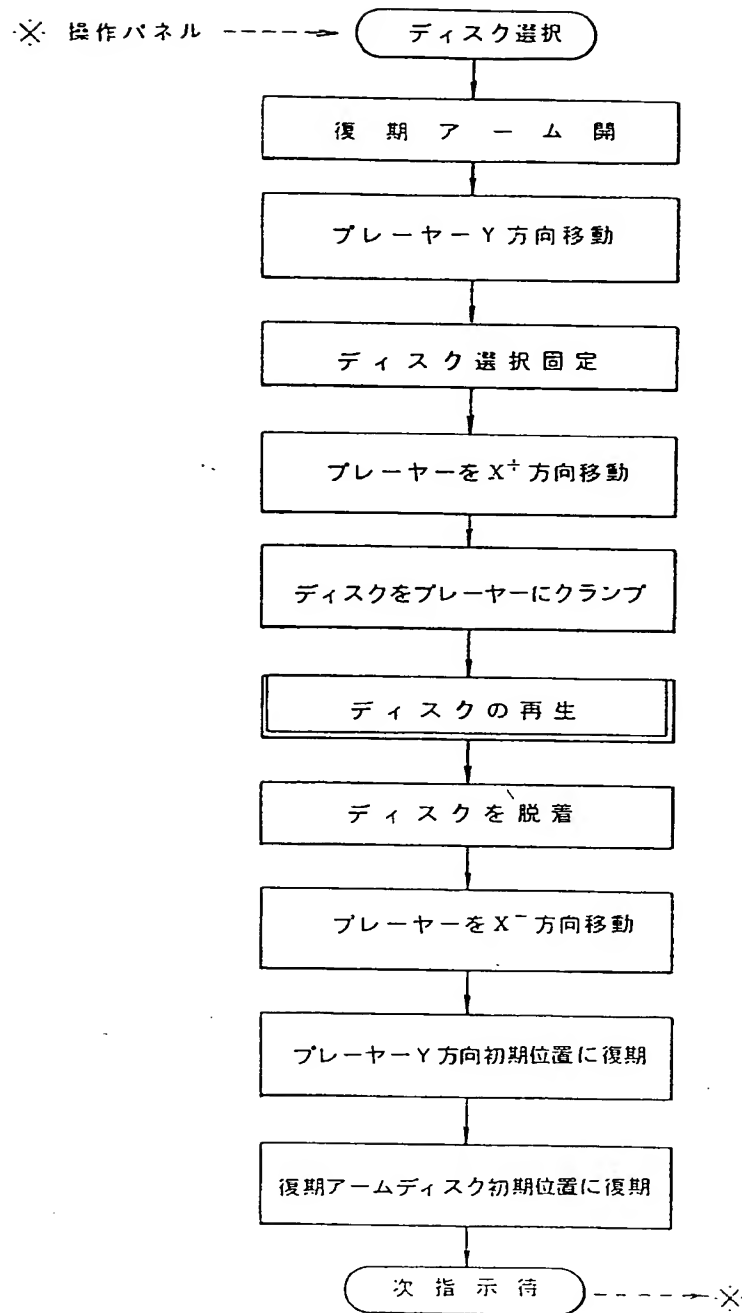 ※ 操作パネル
ディスク選択
復期アーム開
プレーヤーY方向移動
ディスク選択固定
プレーヤーをX⁺方向移動
ディスクをプレーヤーにクランプ
ディスクの再生
ディスクを脱着
プレーヤーをX⁻方向移動
プレーヤーY方向初期位置に復期
復期アームディスク初期位置に復期
次指示待
※